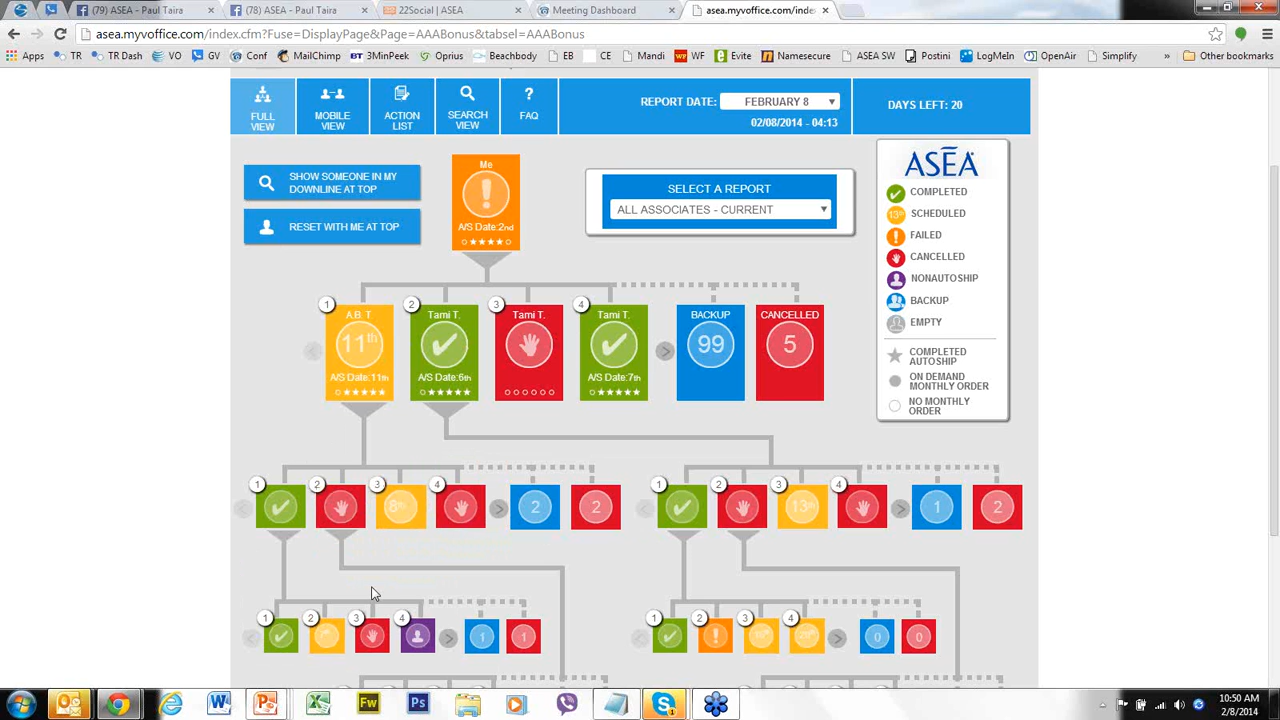 (79) ASEA - Paul Taira
(78) ASEA - Paul Taira
22Social | ASEA
Meeting Dashboard
asea.myvoffice.com/inde
asea.myvoffice.com/index.cfm?Fuse=DisplayPage&Page=AAABonus&tabsel=AAABonus
Apps TR TR Dash VO GV Conf MailChimp 3MinPeek Oprius Beachbody EB CE Mandi WF Evite Namesecure ASEA SW Postini LogMeIn OpenAir Simplify » Other bookmarks
FULL VIEW
MOBILE VIEW
ACTION LIST
SEARCH VIEW
FAQ
REPORT DATE: FEBRUARY 8
02/08/2014 - 04:13
DAYS LEFT: 20
SHOW SOMEONE IN MY
DOWNLINE AT TOP
RESET WITH ME AT TOP
Me
A/S Date:2nd
SELECT A REPORT
ALL ASSOCIATES - CURRENT
ASEA
COMPLETED
13th SCHEDULED
FAILED
CANCELLED
NONAUTOSHIP
BACKUP
EMPTY
COMPLETED
AUTOSHIP
ON DEMAND
MONTHLY ORDER
NO MONTHLY
ORDER
1 2 3 4
A.B. T. Tami T. Tami T. Tami T. BACKUP CANCELLED
11th 99 5
A/S Date:11th A/S Date:6th A/S Date:7th
1 2 3 4 1 2 3 4
8th 2 2 13th 1 2
1 2 3 4 1 2 3 4
1 1 0 0
10:50 AM
2/8/2014